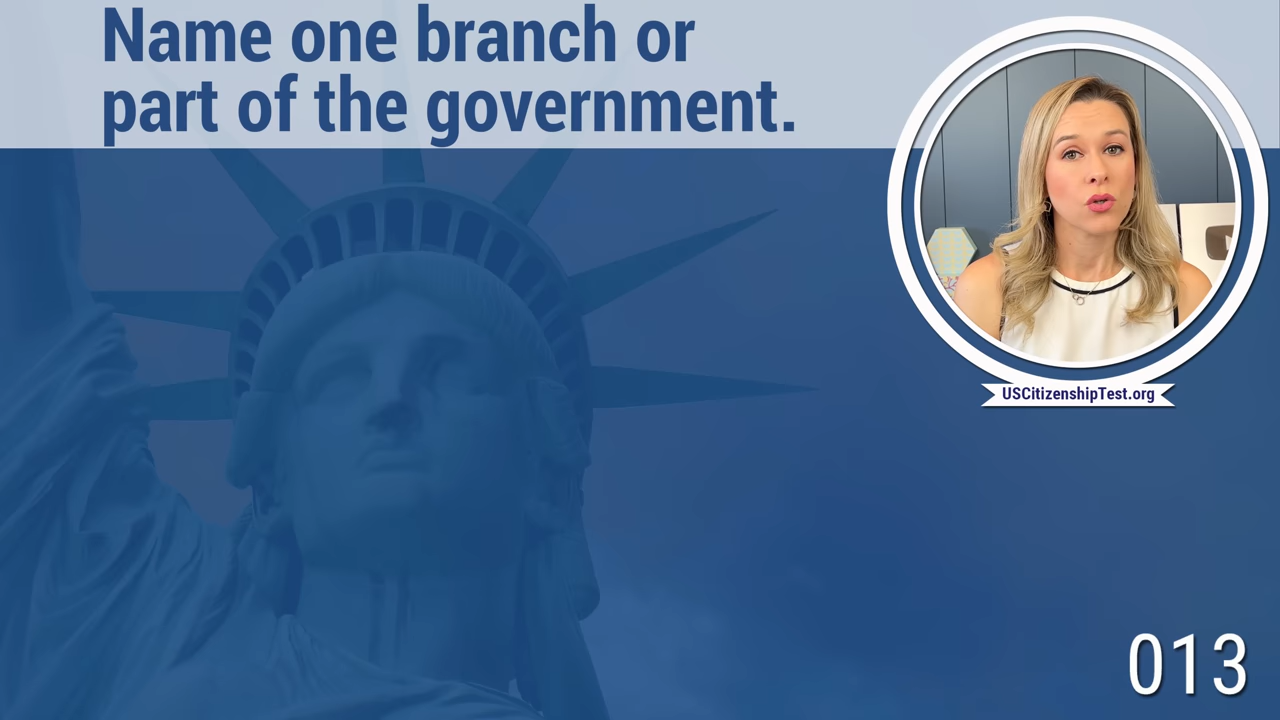 Name one branch or
part of the government.
USCitizenshipTest.org
013